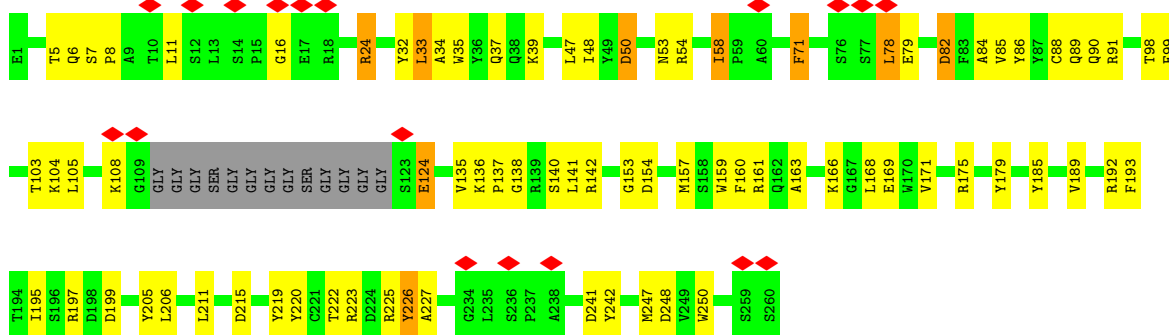 E1 T5 Q6 S7 P8 A9 T10 L11 S12 L13 S14 P15 G16 E17 R18 R24 Y32 L33 A34 W35 Y36 Q37 Q38 K39 L47 I48 Y49 D50 N53 R54 I58 P59 A60 F71 S76 S77 L78 E79 D82 F83 A84 V85 Y86 Y87 C88 Q89 Q90 R91 T98
T103 K104 L105 K108 G109 GLY GLY GLY SER GLY GLY GLY GLY SER GLY GLY GLY GLY S123 E124 V135 K136 P137 G138 R139 S140 L141 R142 G153 D154 M157 S158 W159 F160 R161 Q162 A163 K166 G167 L168 E169 W170 V171 R175 Y179 Y185 V189 R192 F193
T194 I195 S196 R197 D198 D199 Y205 L206 L211 D215 Y219 Y220 C221 T222 R223 D224 R225 Y226 A227 G234 L235 S236 P237 A238 D241 Y242 M247 D248 V249 W250 S259 S260